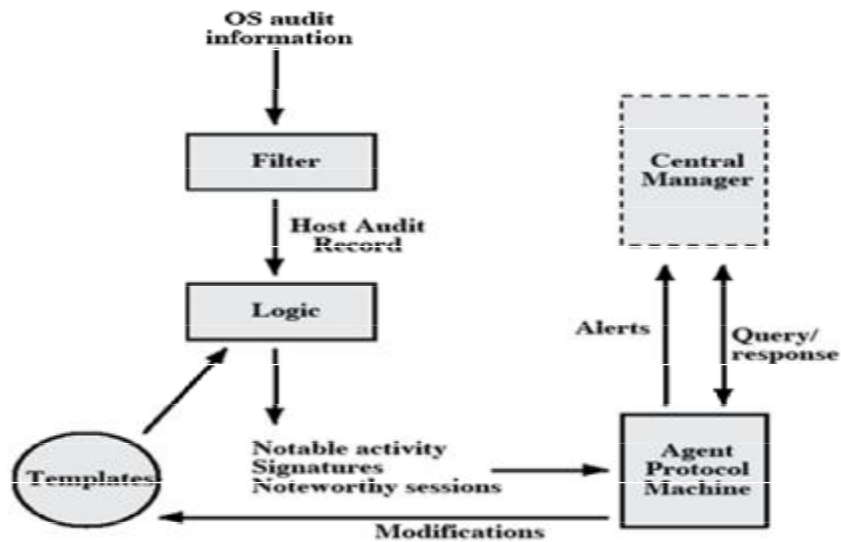 OS audit
information
Filter
Host Audit
Record
Logic
Templates
Notable activity
Signatures
Noteworthy sessions
Modifications
Central
Manager
Alerts
Query/
response
Agent
Protocol
Machine